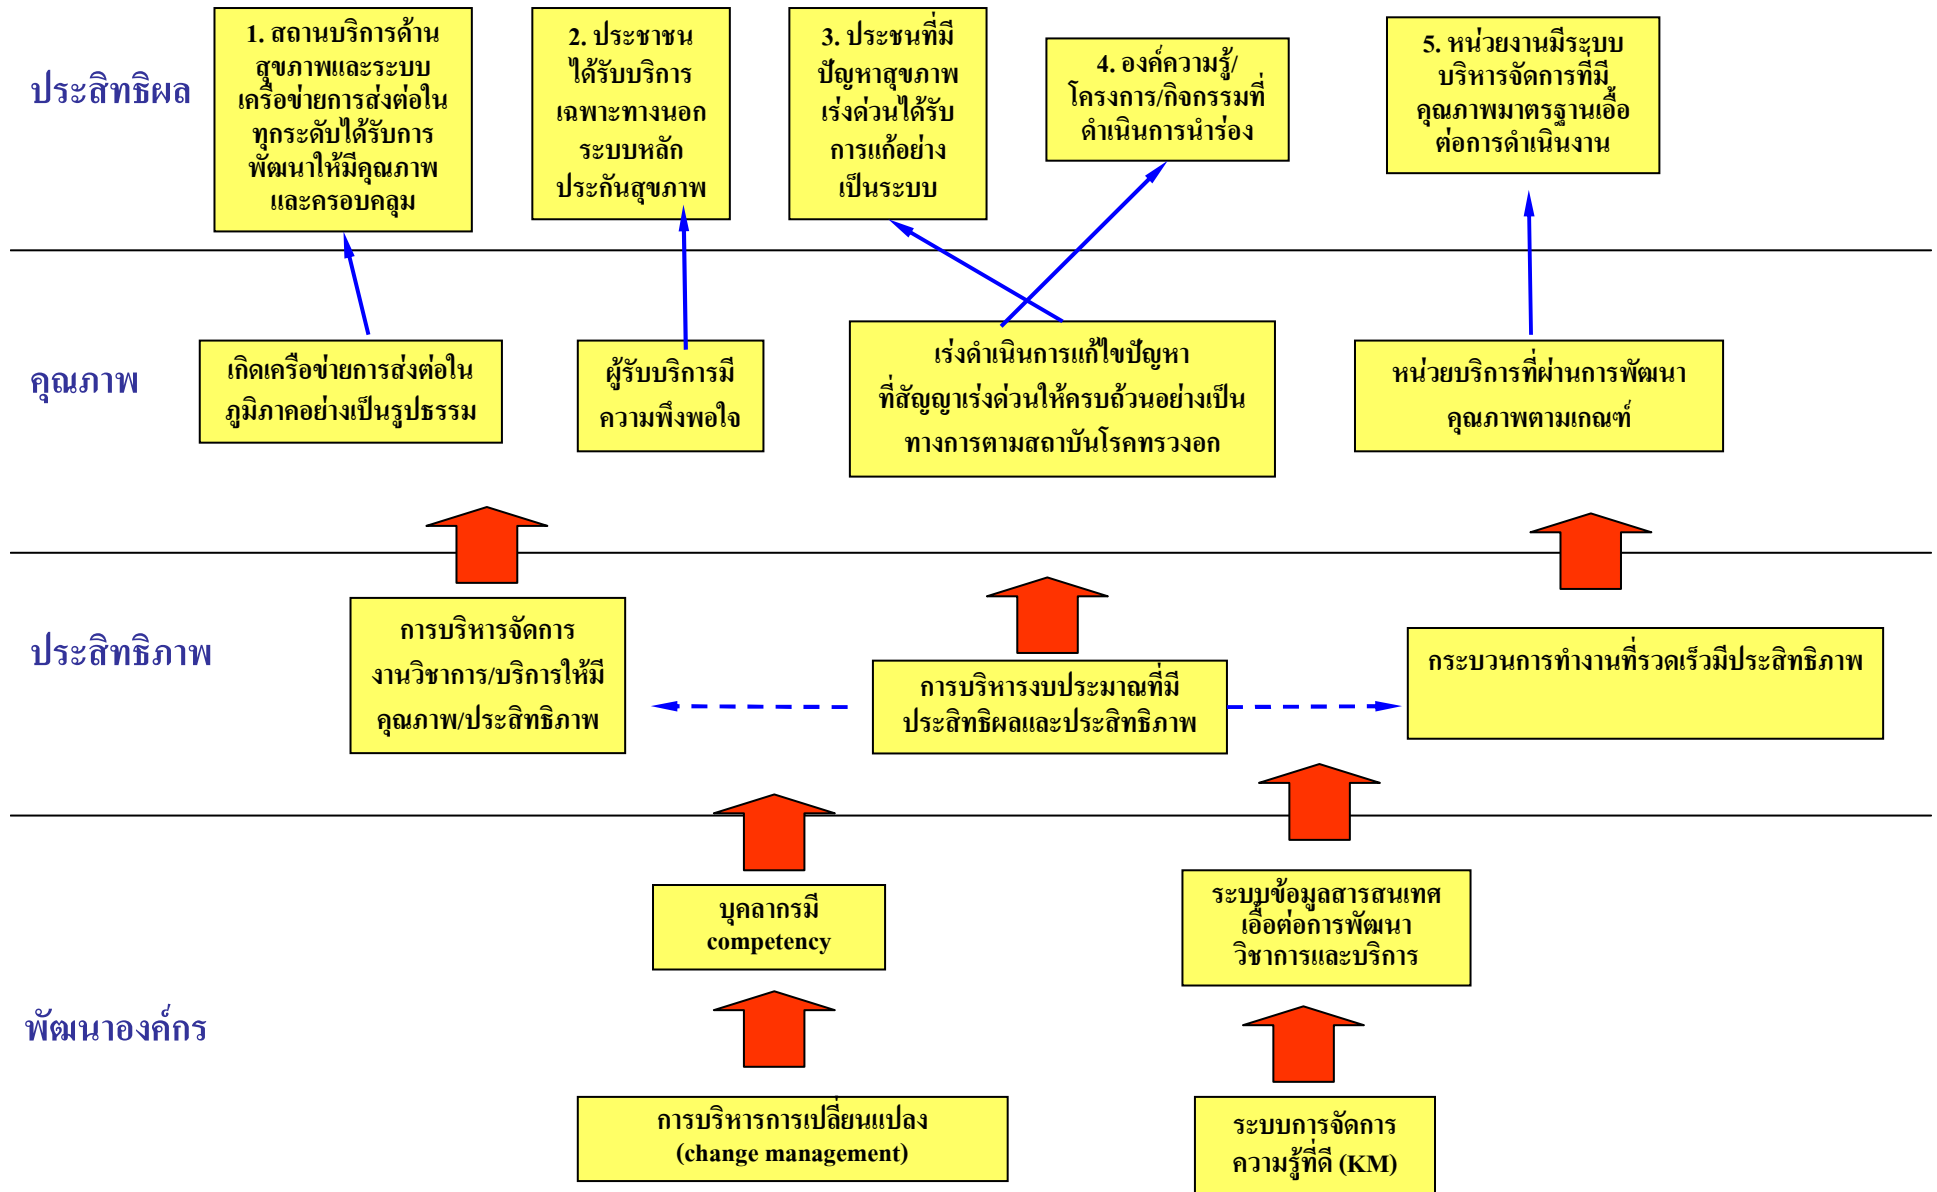 ประสิทธิผล
1. สถานบริการด้าน
สุขภาพและระบบ
เครือข่ายการส่งต่อใน
ทุกระดับได้รับการ
พัฒนาให้มีคุณภาพ
และครอบคลุม
2. ประชาชน
ได้รับบริการ
เฉพาะทางนอก
ระบบหลัก
ประกันสุขภาพ
3. ประชนที่มี
ปัญหาสุขภาพ
เร่งด่วนได้รับ
การแก้อย่าง
เป็นระบบ
4. องค์ความรู้/
โครงการ/กิจกรรมที่
ดำเนินการนำร่อง
5. หน่วยงานมีระบบ
บริหารจัดการที่มี
คุณภาพมาตรฐานเอื้อ
ต่อการดำเนินงาน
คุณภาพ
เกิดเครือข่ายการส่งต่อใน
ภูมิภาคอย่างเป็นรูปธรรม
ผู้รับบริการมี
ความพึงพอใจ
เร่งดำเนินการแก้ไขปัญหา
ที่สัญญาเร่งด่วนให้ครบถ้วนอย่างเป็น
ทางการตามสถาบันโรคทรวงอก
หน่วยบริการที่ผ่านการพัฒนา
คุณภาพตามเกณฑ์
ประสิทธิภาพ
การบริหารจัดการ
งานวิชาการ/บริการให้มี
คุณภาพ/ประสิทธิภาพ
การบริหารงบประมาณที่มี
ประสิทธิผลและประสิทธิภาพ
กระบวนการทำงานที่รวดเร็วมีประสิทธิภาพ
พัฒนาองค์กร
บุคลากรมี
competency
ระบบข้อมูลสารสนเทศ
เอื้อต่อการพัฒนา
วิชาการและบริการ
การบริหารการเปลี่ยนแปลง
(change management)
ระบบการจัดการ
ความรู้ที่ดี (KM)